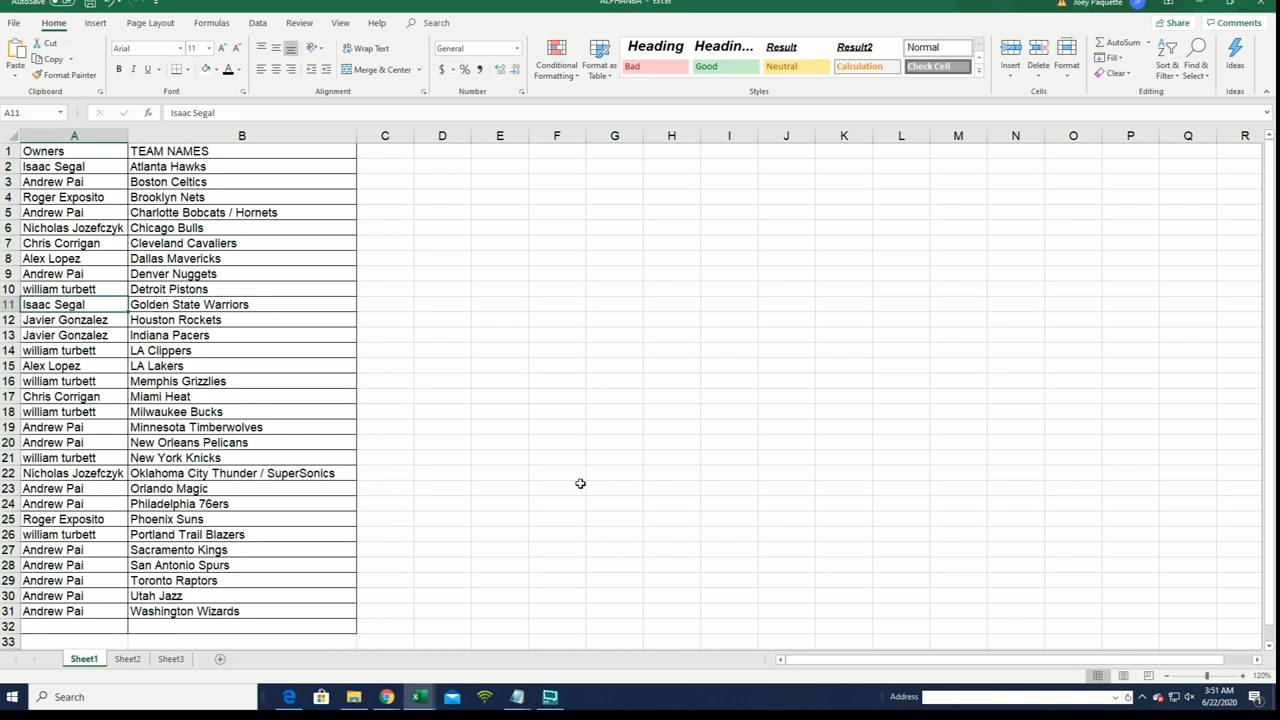 AutoSave Off ALPHANBA - Excel Joey Paquette JP
File Home Insert Page Layout Formulas Data Review View Help Search Share Comments
Cut
Copy
Format Painter
Paste
Clipboard
Arial 11
B I U
Font
Wrap Text
Merge & Center
Alignment
General
Number
Conditional Formatting
Format as Table
Heading Headin... Result Result2 Normal
Bad Good Neutral Calculation Check Cell
Styles
Insert Delete Format
Cells
AutoSum
Fill
Clear
Sort & Filter
Find & Select
Editing
Ideas
Ideas
A11 fx Isaac Segal
A B C D E F G H I J K L M N O P Q R
1 Owners TEAM NAMES
2 Isaac Segal Atlanta Hawks
3 Andrew Pai Boston Celtics
4 Roger Exposito Brooklyn Nets
5 Andrew Pai Charlotte Bobcats / Hornets
6 Nicholas Jozefczyk Chicago Bulls
7 Chris Corrigan Cleveland Cavaliers
8 Alex Lopez Dallas Mavericks
9 Andrew Pai Denver Nuggets
10 william turbett Detroit Pistons
11 Isaac Segal Golden State Warriors
12 Javier Gonzalez Houston Rockets
13 Javier Gonzalez Indiana Pacers
14 william turbett LA Clippers
15 Alex Lopez LA Lakers
16 william turbett Memphis Grizzlies
17 Chris Corrigan Miami Heat
18 william turbett Milwaukee Bucks
19 Andrew Pai Minnesota Timberwolves
20 Andrew Pai New Orleans Pelicans
21 william turbett New York Knicks
22 Nicholas Jozefczyk Oklahoma City Thunder / SuperSonics
23 Andrew Pai Orlando Magic
24 Andrew Pai Philadelphia 76ers
25 Roger Exposito Phoenix Suns
26 william turbett Portland Trail Blazers
27 Andrew Pai Sacramento Kings
28 Andrew Pai San Antonio Spurs
29 Andrew Pai Toronto Raptors
30 Andrew Pai Utah Jazz
31 Andrew Pai Washington Wizards
32
33
Sheet1 Sheet2 Sheet3
120%
Search
Address
3:51 AM
6/22/2020